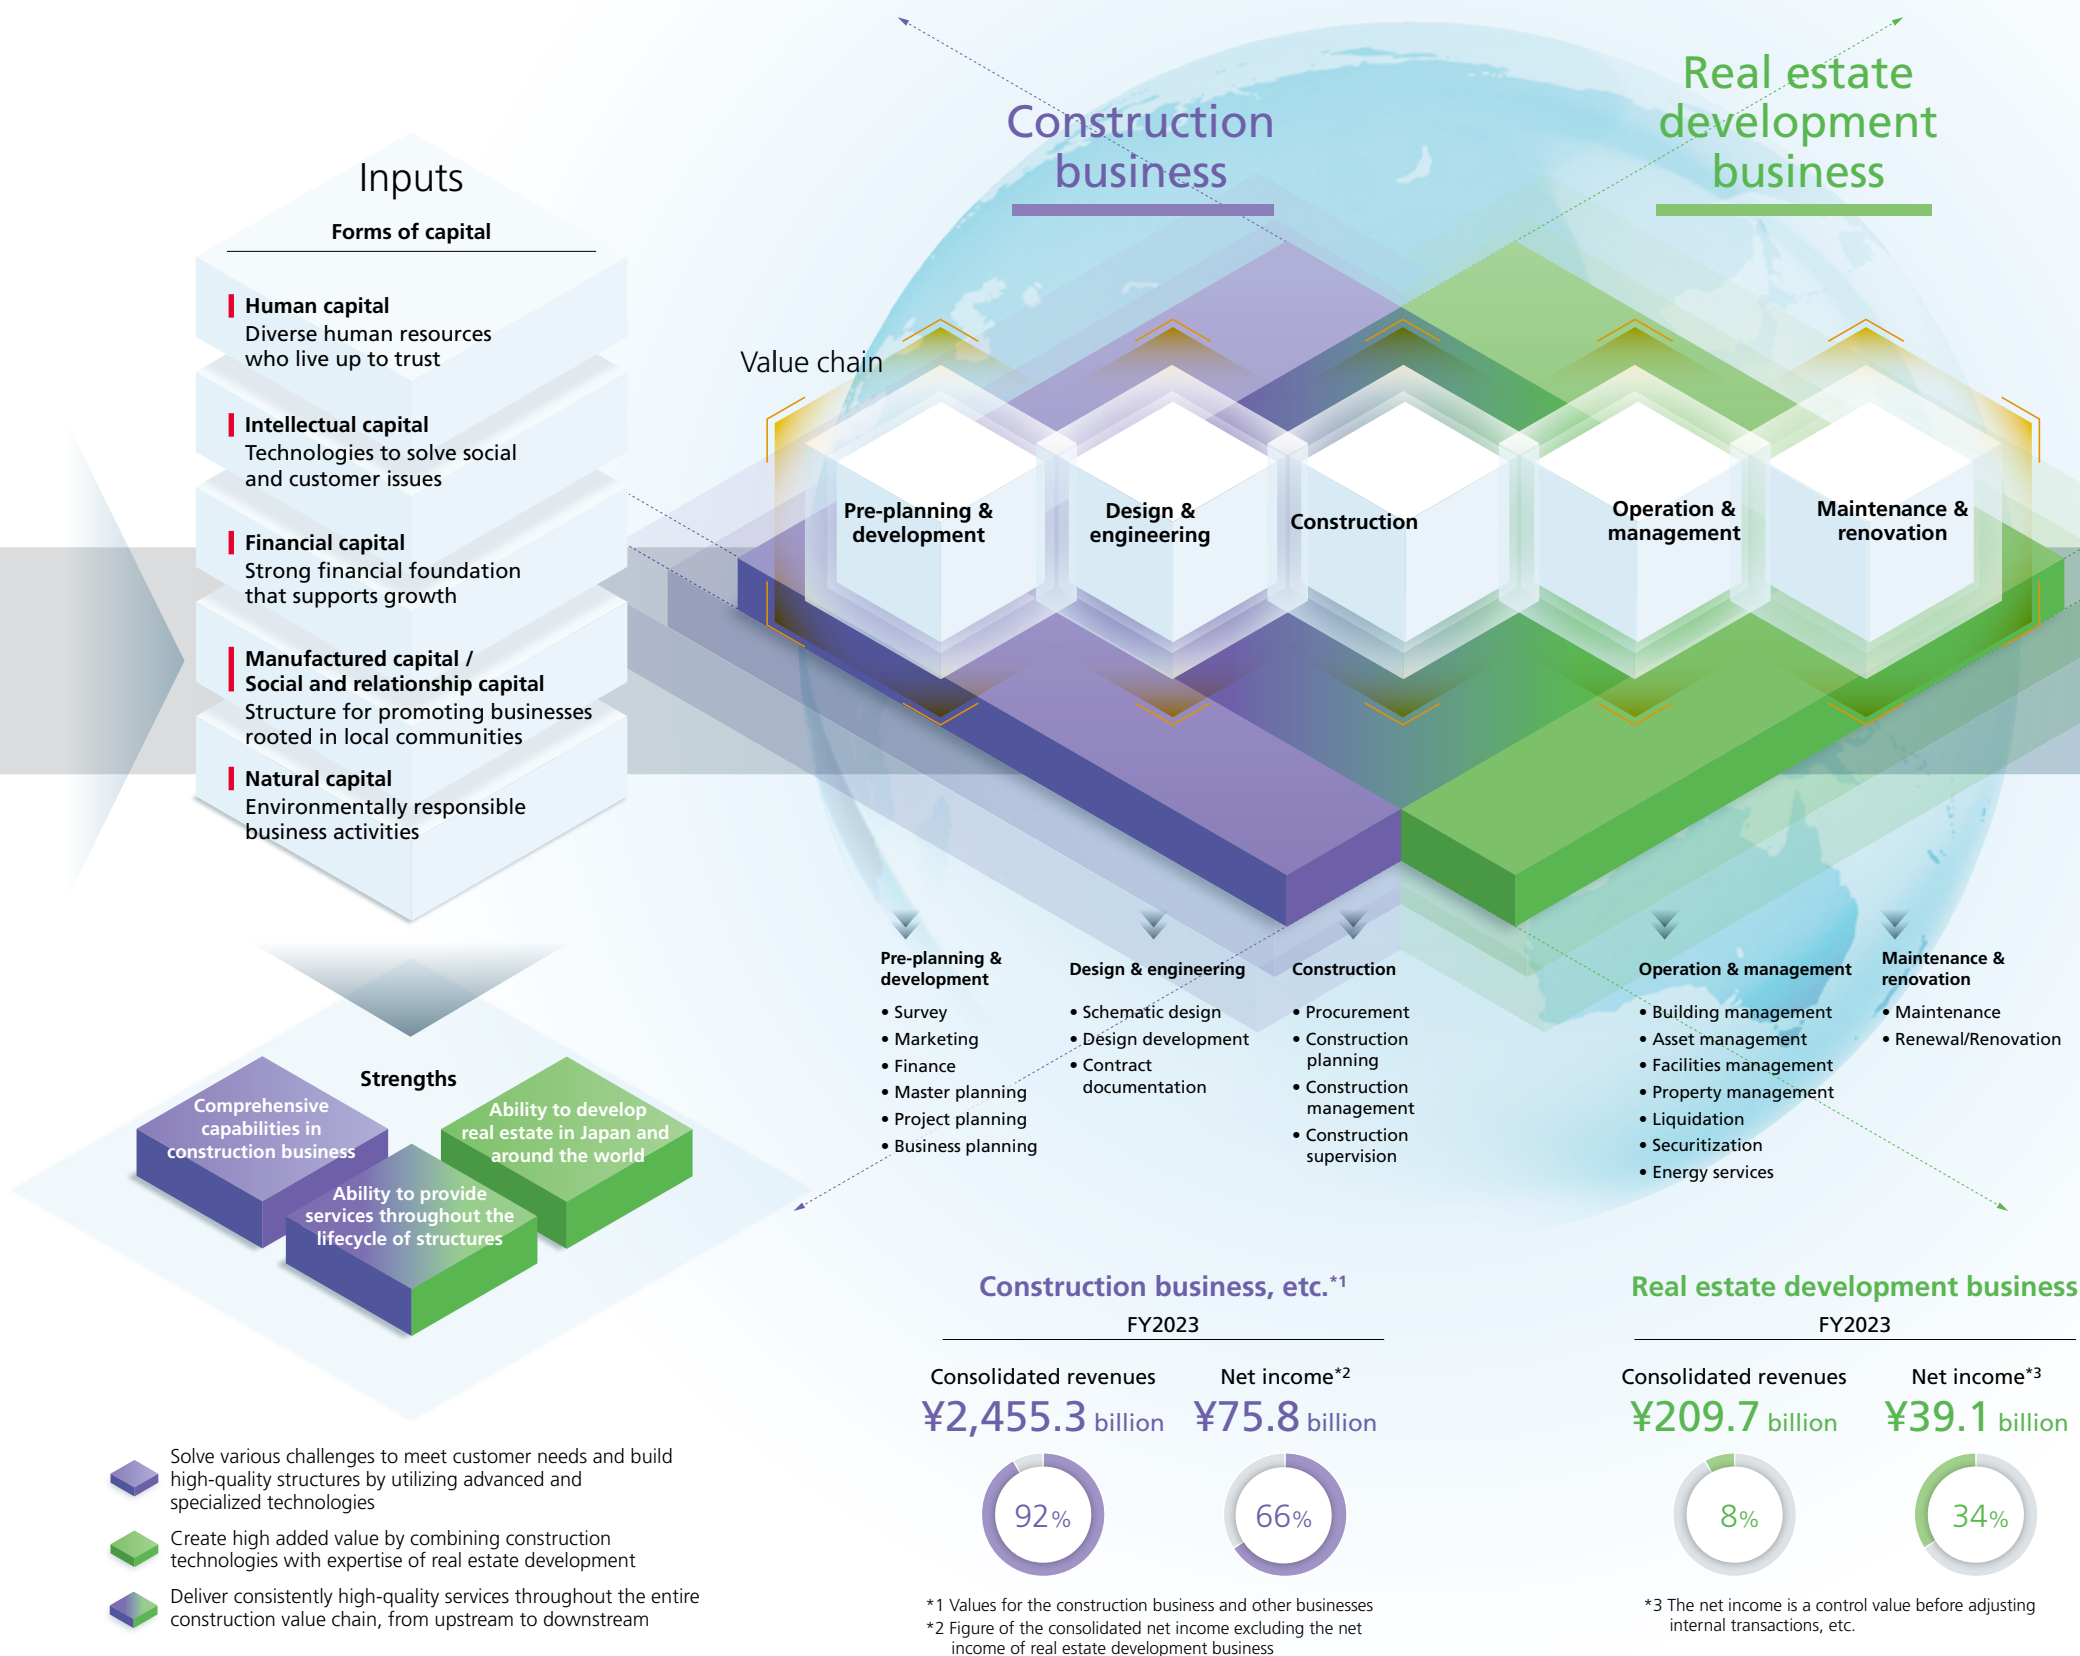 Inputs
Forms of capital
Human capital
Diverse human resources
who live up to trust
Intellectual capital
Technologies to solve social
and customer issues
Financial capital
Strong financial foundation
that supports growth
Manufactured capital /
Social and relationship capital
Structure for promoting businesses
rooted in local communities
Natural capital
Environmentally responsible
business activities
Strengths
Comprehensive
capabilities in
construction business
Ability to develop
real estate in Japan and
around the world
Ability to provide
services throughout the
lifecycle of structures
Solve various challenges to meet customer needs and build
high-quality structures by utilizing advanced and
specialized technologies
Create high added value by combining construction
technologies with expertise of real estate development
Deliver consistently high-quality services throughout the entire
construction value chain, from upstream to downstream
Construction
business
Real estate
development
business
Value chain
Pre-planning &
development
Design &
engineering
Construction
Operation &
management
Maintenance &
renovation
Pre-planning &
development
• Survey
• Marketing
• Finance
• Master planning
• Project planning
• Business planning
Design & engineering
• Schematic design
• Design development
• Contract
documentation
Construction
• Procurement
• Construction
planning
• Construction
management
• Construction
supervision
Operation & management
• Building management
• Asset management
• Facilities management
• Property management
• Liquidation
• Securitization
• Energy services
Maintenance &
renovation
• Maintenance
• Renewal/Renovation
Construction business, etc.*1
FY2023
Consolidated revenues
¥2,455.3 billion
92%
Net income*2
¥75.8 billion
66%
*1 Values for the construction business and other businesses
*2 Figure of the consolidated net income excluding the net
income of real estate development business
Real estate development business
FY2023
Consolidated revenues
¥209.7 billion
8%
Net income*3
¥39.1 billion
34%
*3 The net income is a control value before adjusting
internal transactions, etc.